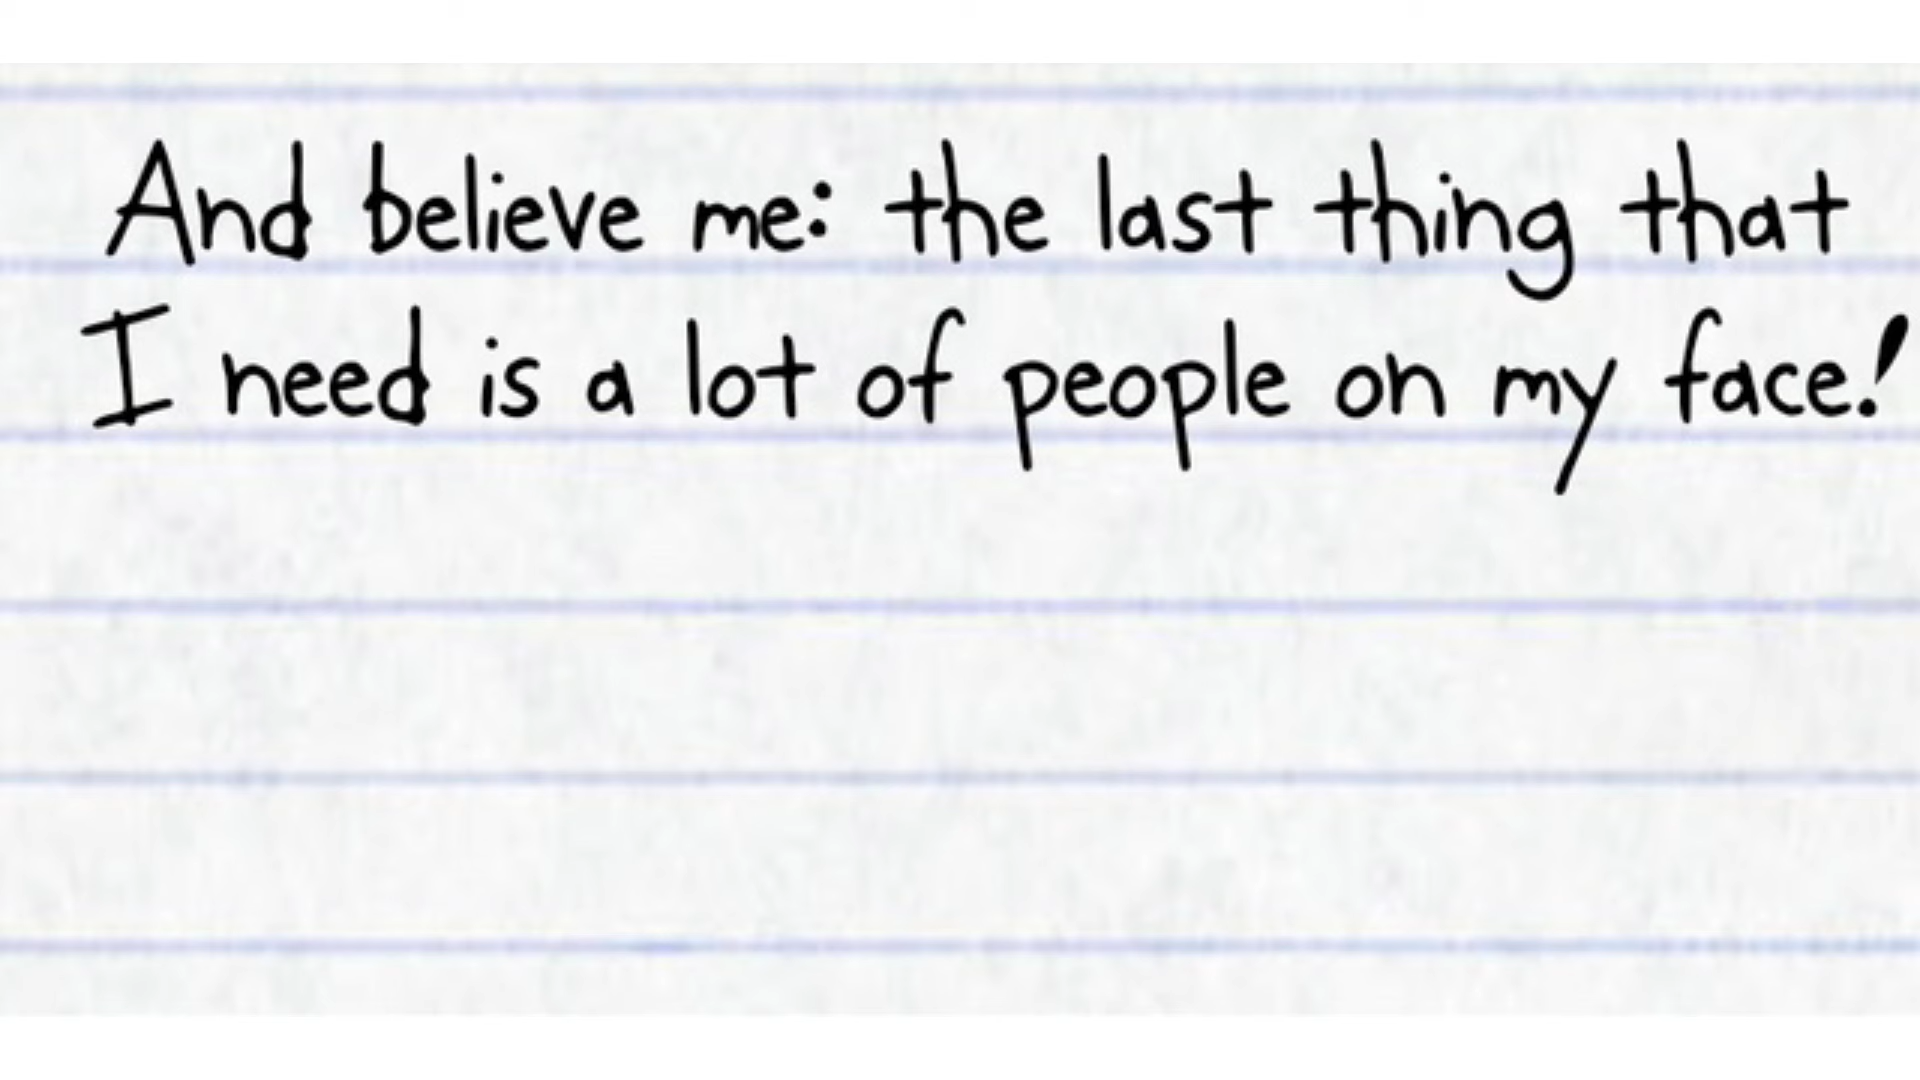 And believe me: the last thing that
I need is a lot of people on my face!